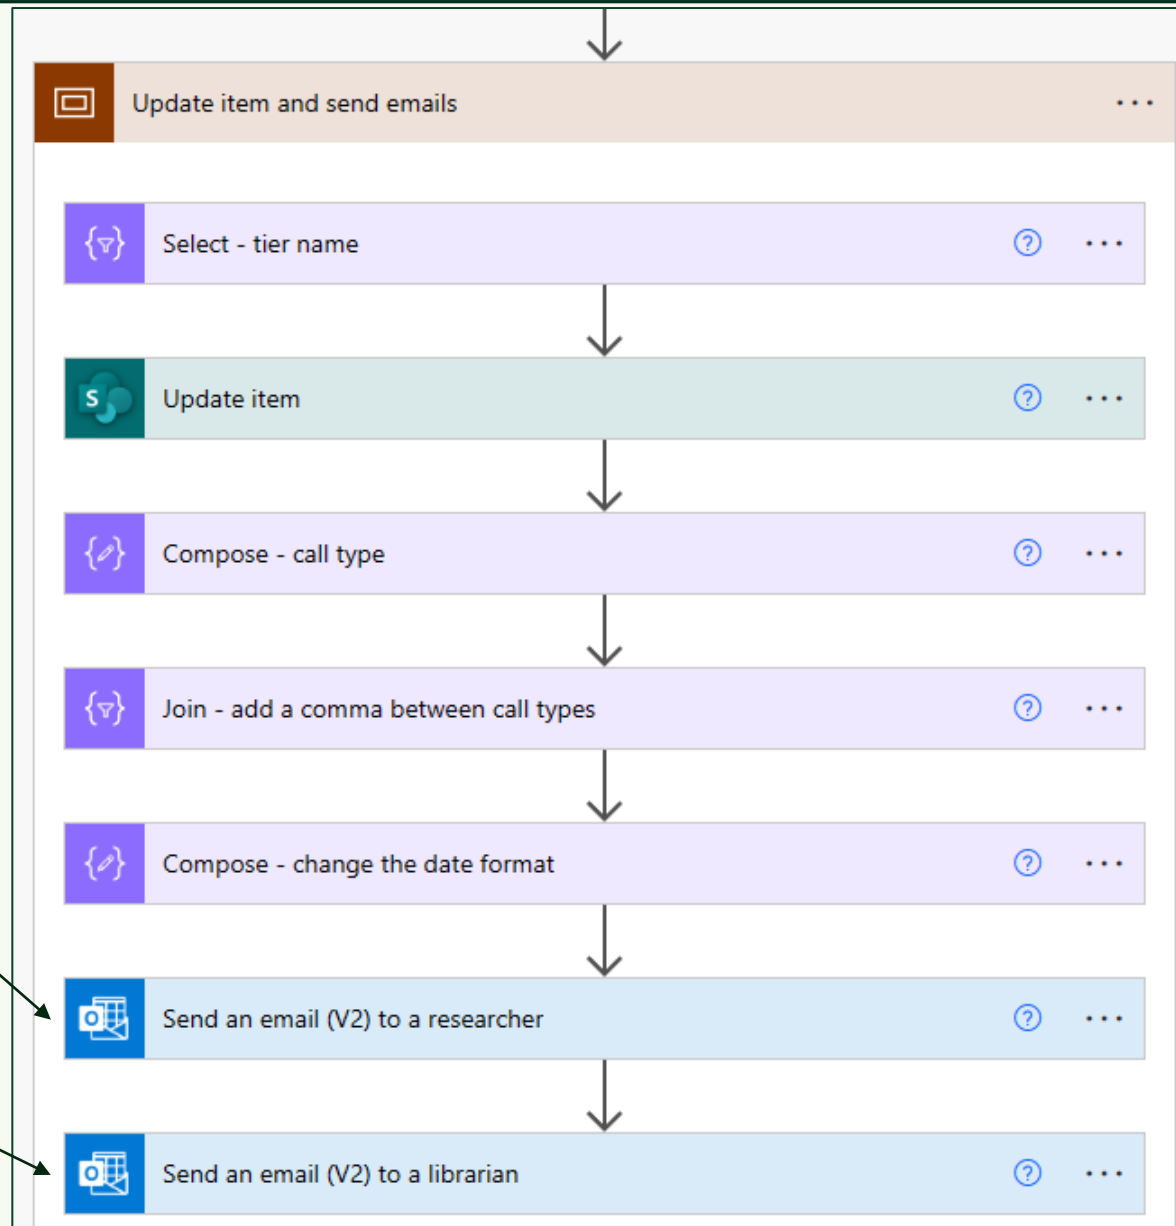 Update item and send emails
Select - tier name
S
Update item
Compose - call type
Join - add a comma between call types
Compose - change the date format
Send an email (V2) to a researcher
Send an email (V2) to a librarian